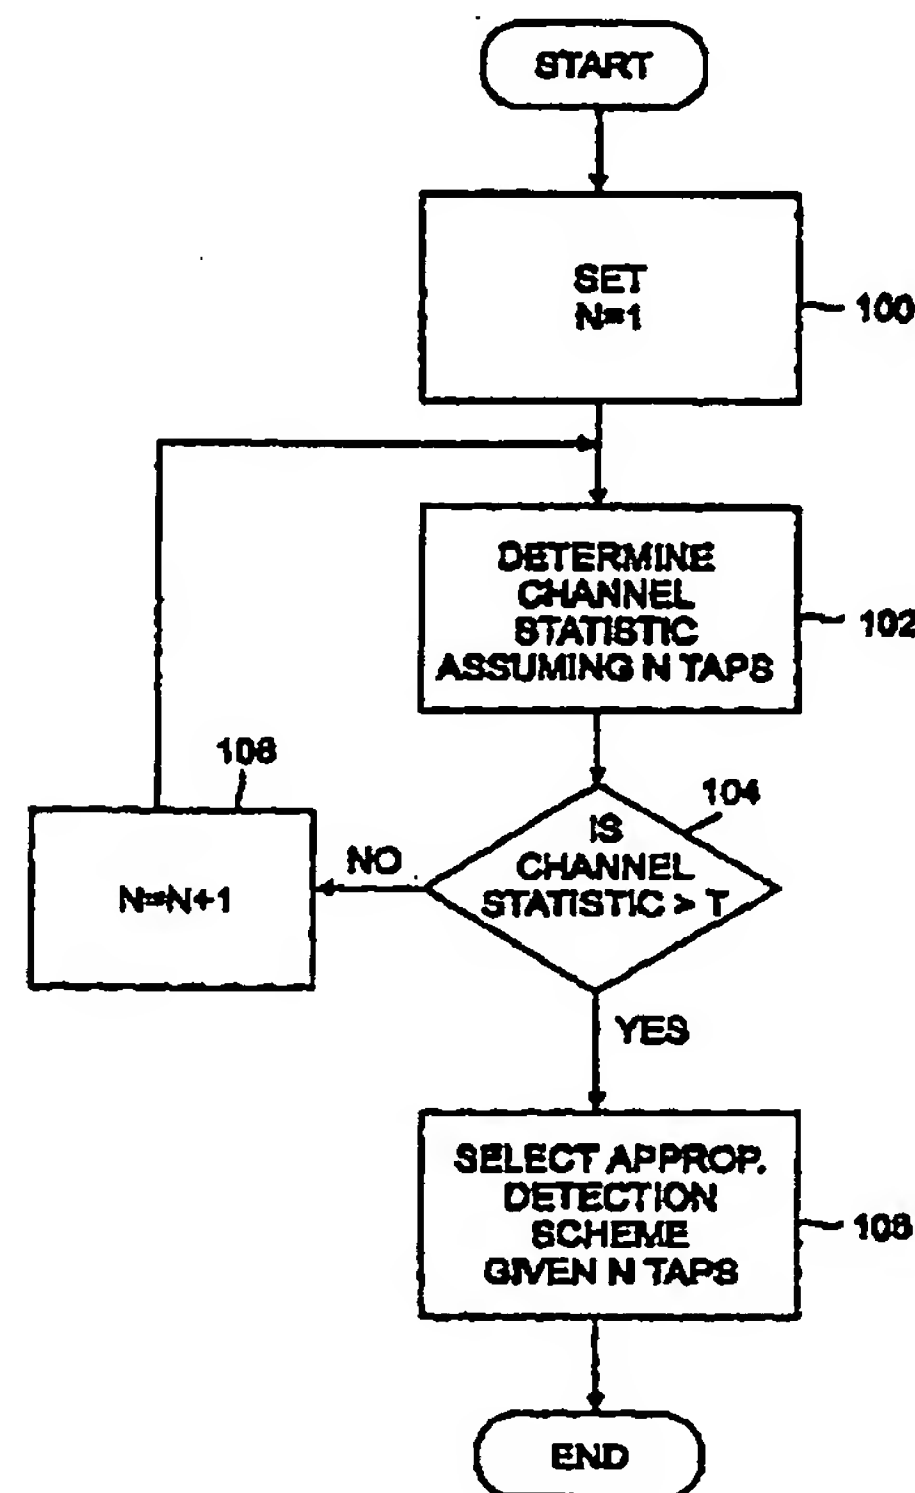 START
SET
N=1
100
DETERMINE
CHANNEL
STATISTIC
ASSUMING N TAPS
102
104
IS
CHANNEL
STATISTIC > T
NO
108
N=N+1
YES
SELECT APPROP.
DETECTION
SCHEME
GIVEN N TAPS
END